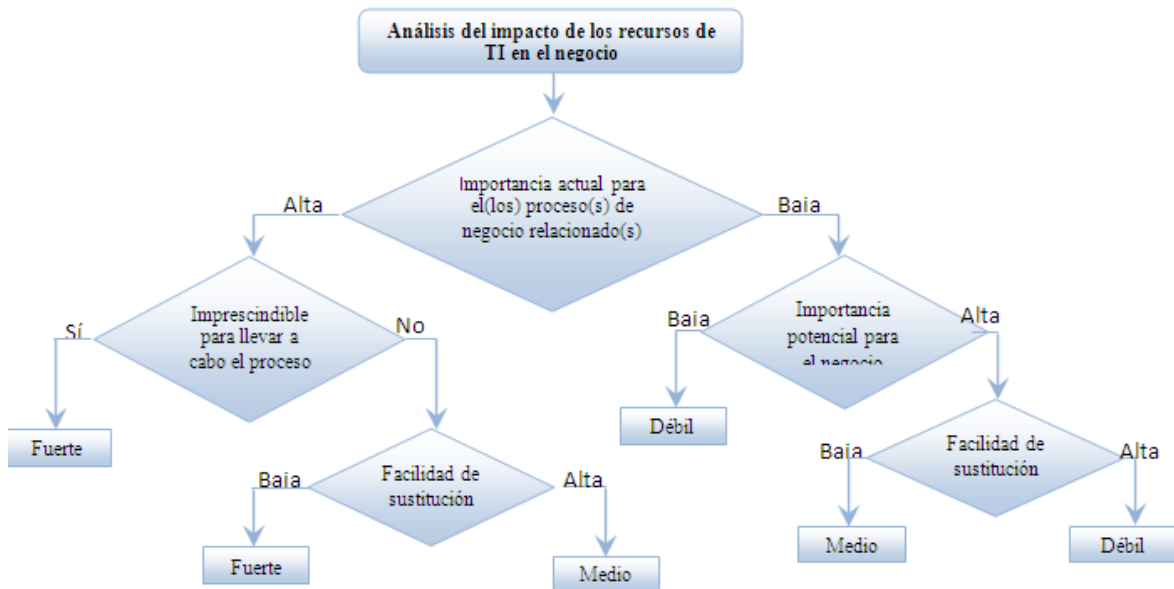 Análisis del impacto de los recursos de
TI en el negocio
Importancia actual para
el(los) proceso(s) de
negocio relacionado(s)
Alta
Baia
Imprescindible
para llevar a
cabo el proceso
Sí
No
Importancia
potencial para
el negocio
Baia
Alta
Fuerte
Facilidad de
sustitución
Baia
Alta
Débil
Facilidad de
sustitución
Baia
Alta
Fuerte
Medio
Medio
Débil